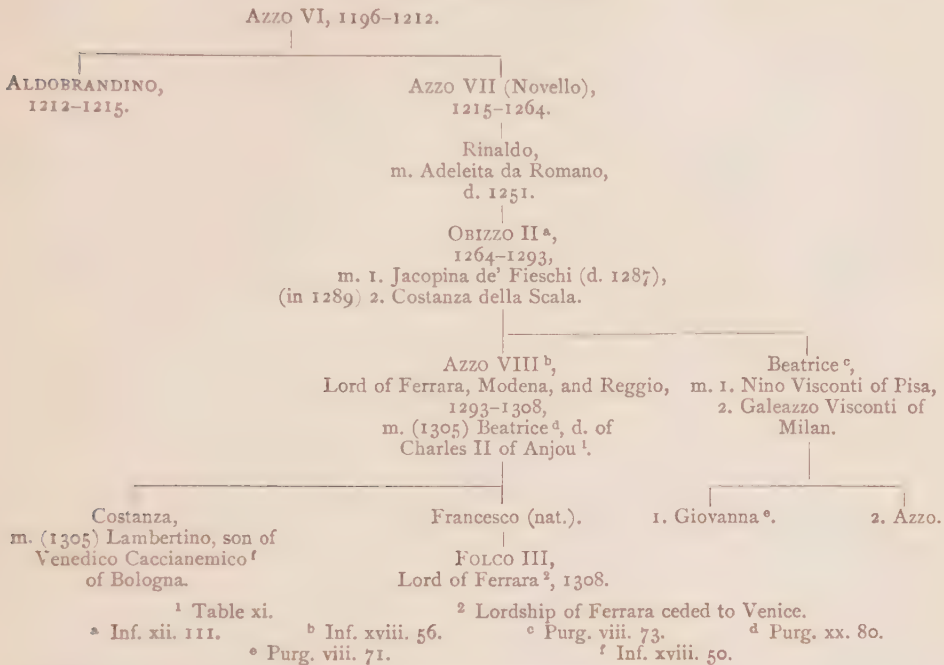 Azzo VI, 1196–1212.
ALDOBRANDINO,
1212–1215.
Azzo VII (Novello),
1215–1264.
Rinaldo,
m. Adeleita da Romano,
d. 1251.
OBIZZO II ᵃ,
1264–1293,
m. 1. Jacopina de' Fieschi (d. 1287),
(in 1289) 2. Costanza della Scala.
Azzo VIII ᵇ,
Lord of Ferrara, Modena, and Reggio,
1293–1308,
m. (1305) Beatrice ᵈ, d. of
Charles II of Anjou ¹.
Beatrice ᶜ,
m. 1. Nino Visconti of Pisa,
2. Galeazzo Visconti of
Milan.
Costanza,
m. (1305) Lambertino, son of
Venedico Caccianemico ᶠ
of Bologna.
Francesco (nat.).
FOLCO III,
Lord of Ferrara ², 1308.
1. Giovanna ᵉ. 2. Azzo.
¹ Table xi. ² Lordship of Ferrara ceded to Venice.
ᵃ Inf. xii. 111. ᵇ Inf. xviii. 56. ᶜ Purg. viii. 73. ᵈ Purg. xx. 80.
ᵉ Purg. viii. 71. ᶠ Inf. xviii. 50.